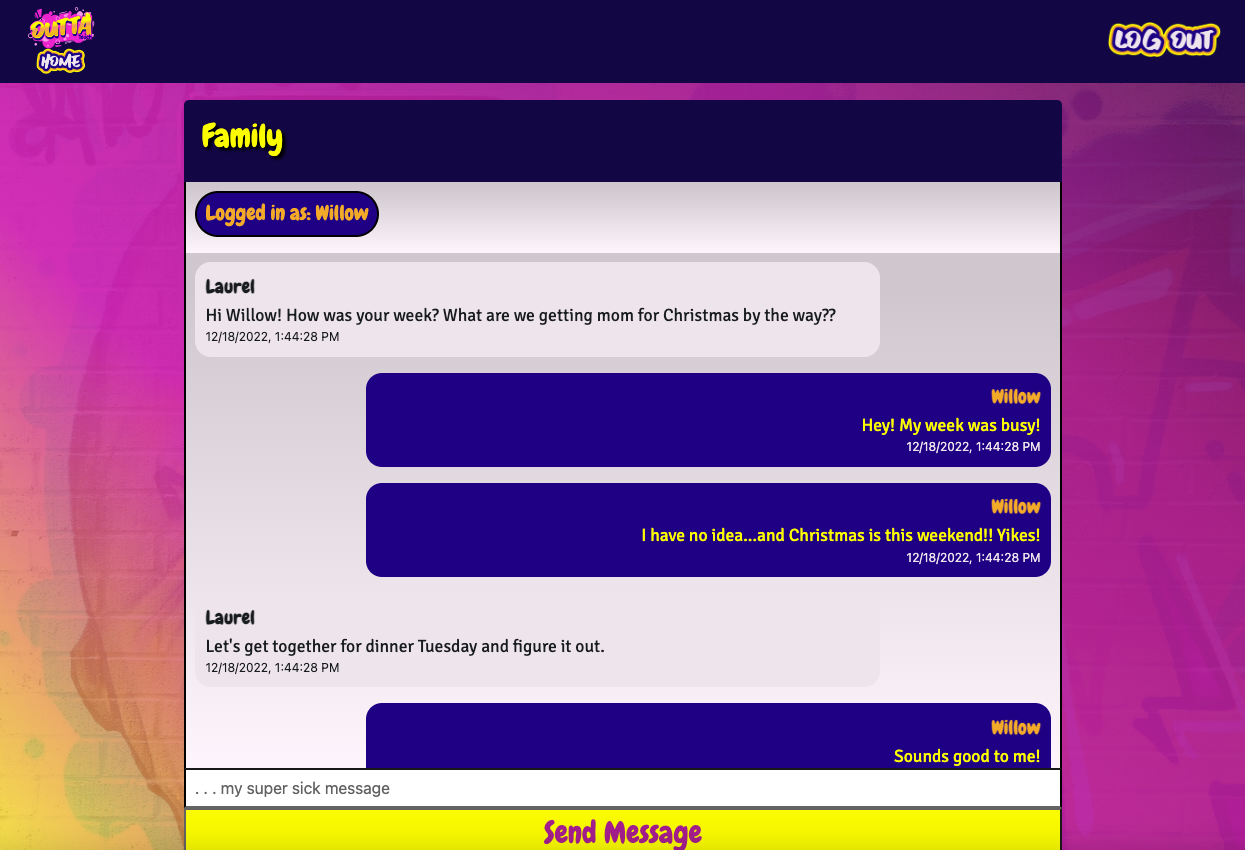 OUTTA
HOME
LOG OUT
Family
Logged in as: Willow
Laurel
Hi Willow! How was your week? What are we getting mom for Christmas by the way??
12/18/2022, 1:44:28 PM
Willow
Hey! My week was busy!
12/18/2022, 1:44:28 PM
Willow
I have no idea...and Christmas is this weekend!! Yikes!
12/18/2022, 1:44:28 PM
Laurel
Let's get together for dinner Tuesday and figure it out.
12/18/2022, 1:44:28 PM
Willow
Sounds good to me!
. . . my super sick message
Send Message